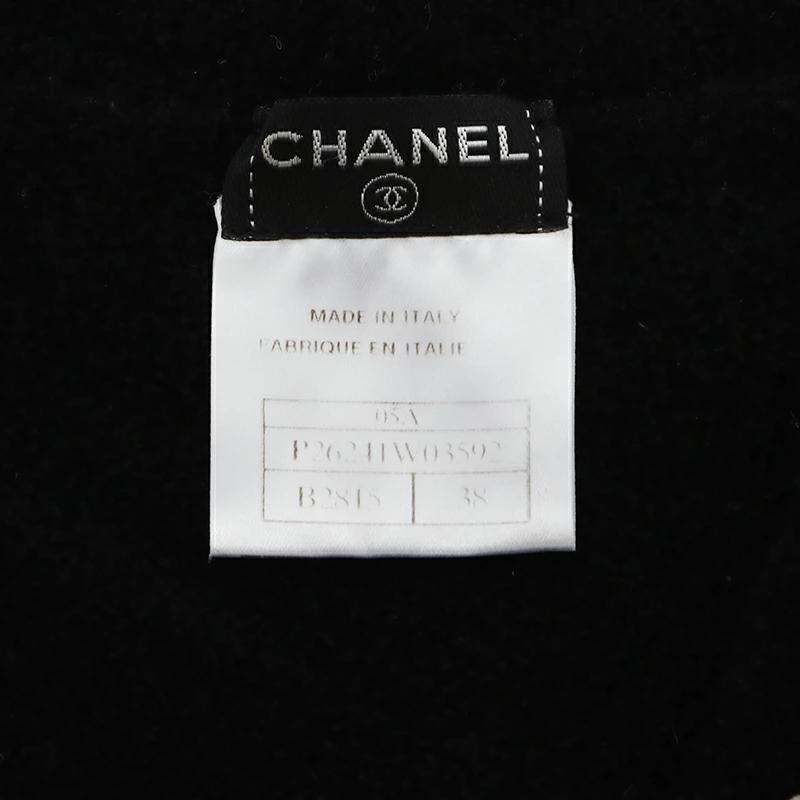 CHANEL
MADE IN ITALY
FABRIQUE EN ITALIE
05A
P26241W03592
B2815 38